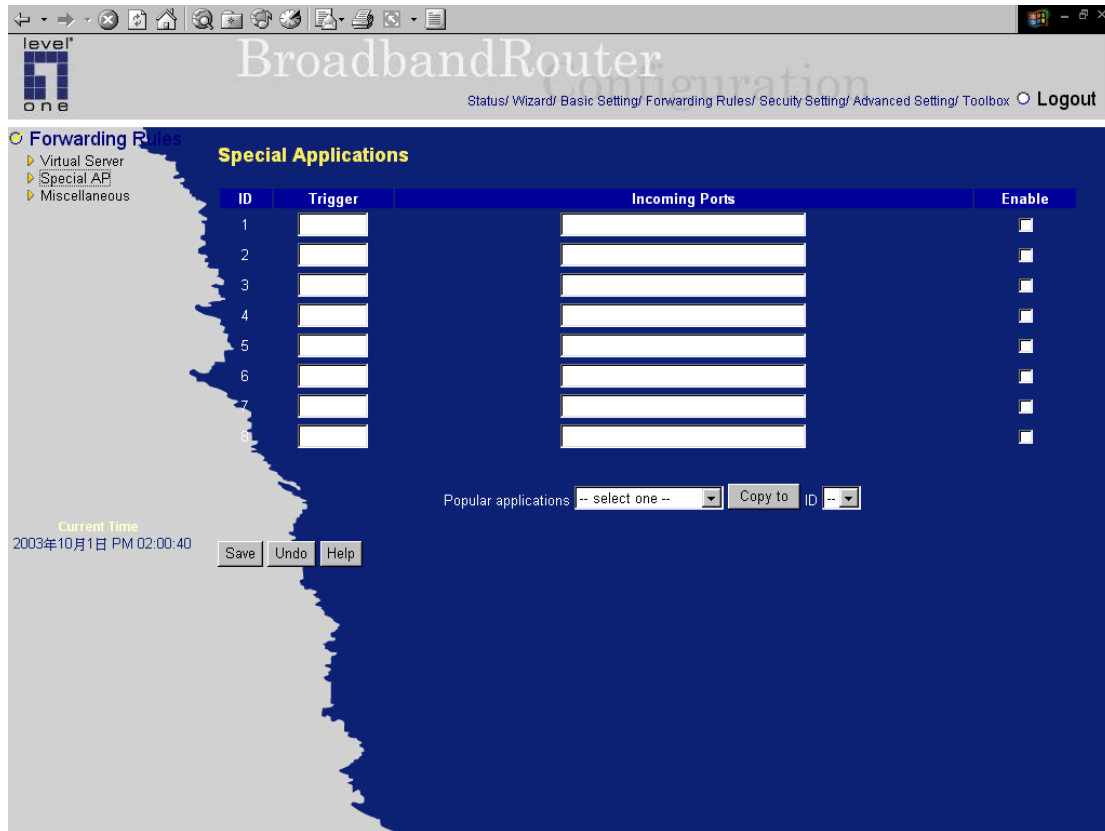 level
one
BroadbandRouter
Configuration
Status/ Wizard/ Basic Setting/ Forwarding Rules/ Secuity Setting/ Advanced Setting/ Toolbox Logout
Forwarding Rules
Virtual Server
Special AP
Miscellaneous
Current Time
2003年10月1日 PM 02:00:40
Special Applications
ID Trigger Incoming Ports Enable
1
2
3
4
5
6
7
8
Popular applications -- select one -- Copy to ID --
Save Undo Help